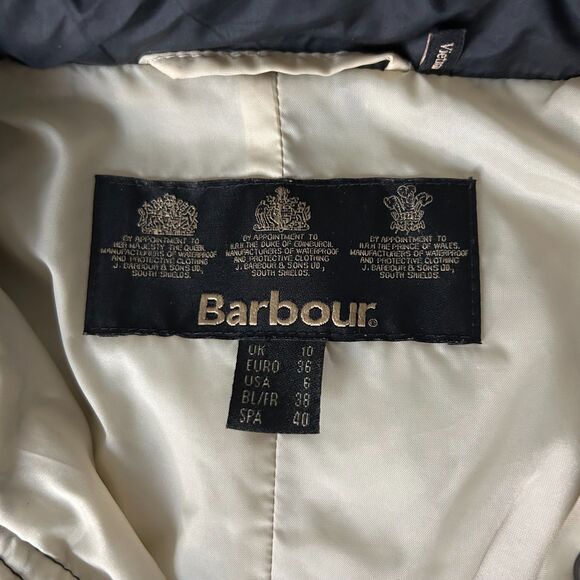 Vietn
BY APPOINTMENT TO
HER MAJESTY THE QUEEN
MANUFACTURERS OF WATERPROOF
AND PROTECTIVE CLOTHING
J. BARBOUR & SONS LTD,
SOUTH SHIELDS.
BY APPOINTMENT TO
H.R.H. THE DUKE OF EDINBURGH.
MANUFACTURERS OF WATERPROOF
AND PROTECTIVE CLOTHING
J. BARBOUR & SONS LTD,
SOUTH SHIELDS.
BY APPOINTMENT TO
H.R.H. THE PRINCE OF WALES.
MANUFACTURERS OF WATERPROOF
AND PROTECTIVE CLOTHING
J. BARBOUR & SONS LTD,
SOUTH SHIELDS.
Barbour®
UK 10
EURO 36
USA 6
BL/FR 38
SPA 40